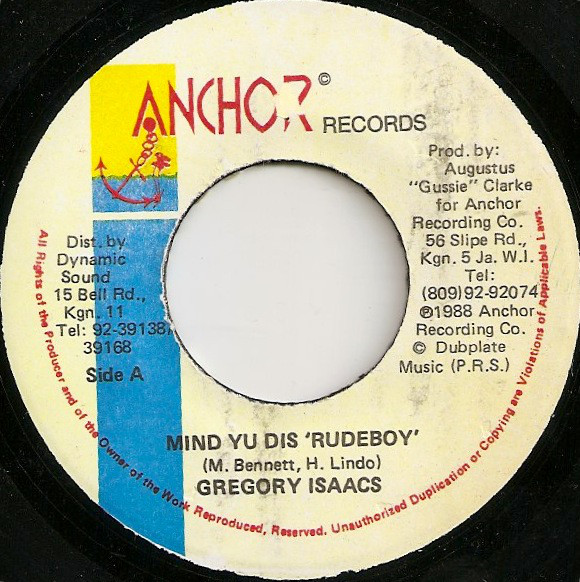 ANCHOR © RECORDS
Prod. by:
Augustus
"Gussie" Clarke
for Anchor
Recording Co.
56 Slipe Rd.,
Kgn. 5 Ja. W.I.
Tel:
(809)92-92074
℗1988 Anchor
Recording Co.
© Dubplate
Music (P.R.S.)
Dist. by
Dynamic
Sound
15 Bell Rd.,
Kgn. 11
Tel: 92-39138,
39168
Side A
MIND YU DIS 'RUDEBOY'
(M. Bennett, H. Lindo)
GREGORY ISAACS
All Rights of the Producer and of the Owner of the Work Reproduced, Reserved. Unauthorized Duplication or Copying are Violations of Applicable Laws.